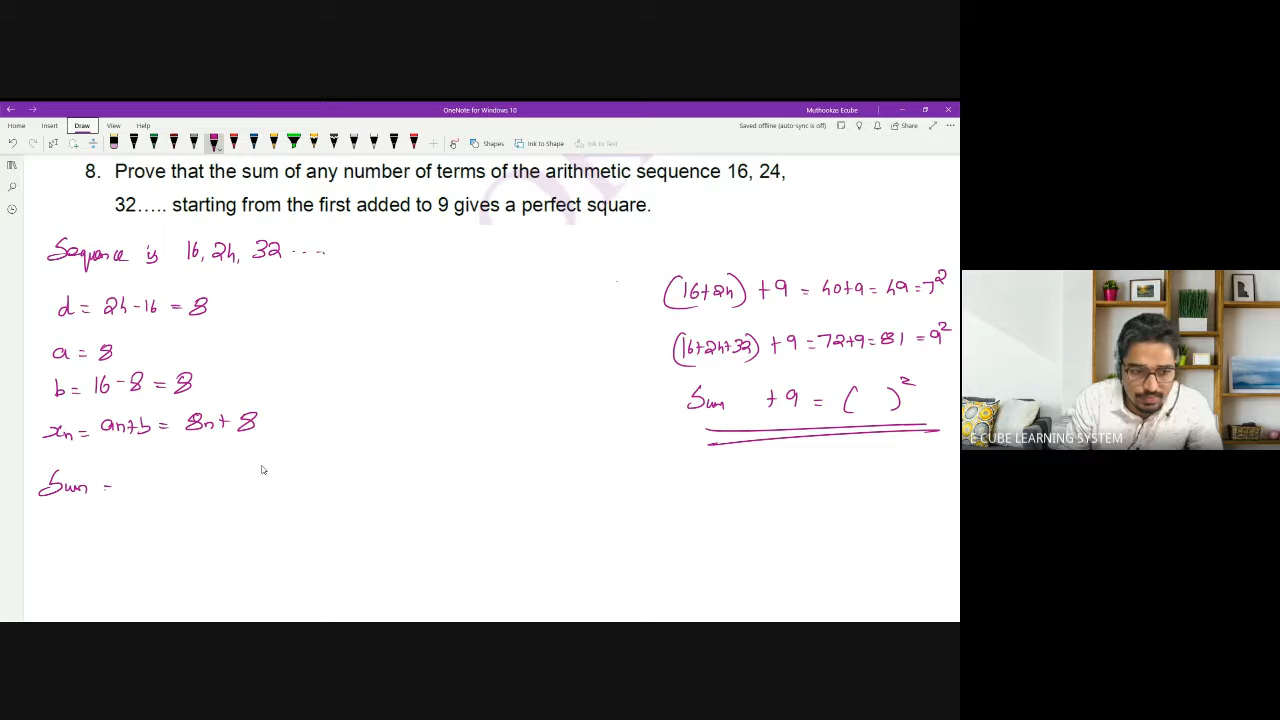 OneNote for Windows 10
Muthookas Ecube
Home Insert Draw View Help
Saved offline (auto-sync is off)
Share
Shapes
Ink to Shape
Ink to Text
8. Prove that the sum of any number of terms of the arithmetic sequence 16, 24,
32….. starting from the first added to 9 gives a perfect square.
Sequence is 16, 24, 32 ....
d = 24-16 = 8
a = 8
b = 16-8 = 8
xn = an+b = 8n+8
Sum =
(16+24) +9 = 40+9 = 49 = 7²
(16+24+32) +9 = 72+9 = 81 = 9²
Sum +9 = ( )²
E CUBE LEARNING SYSTEM